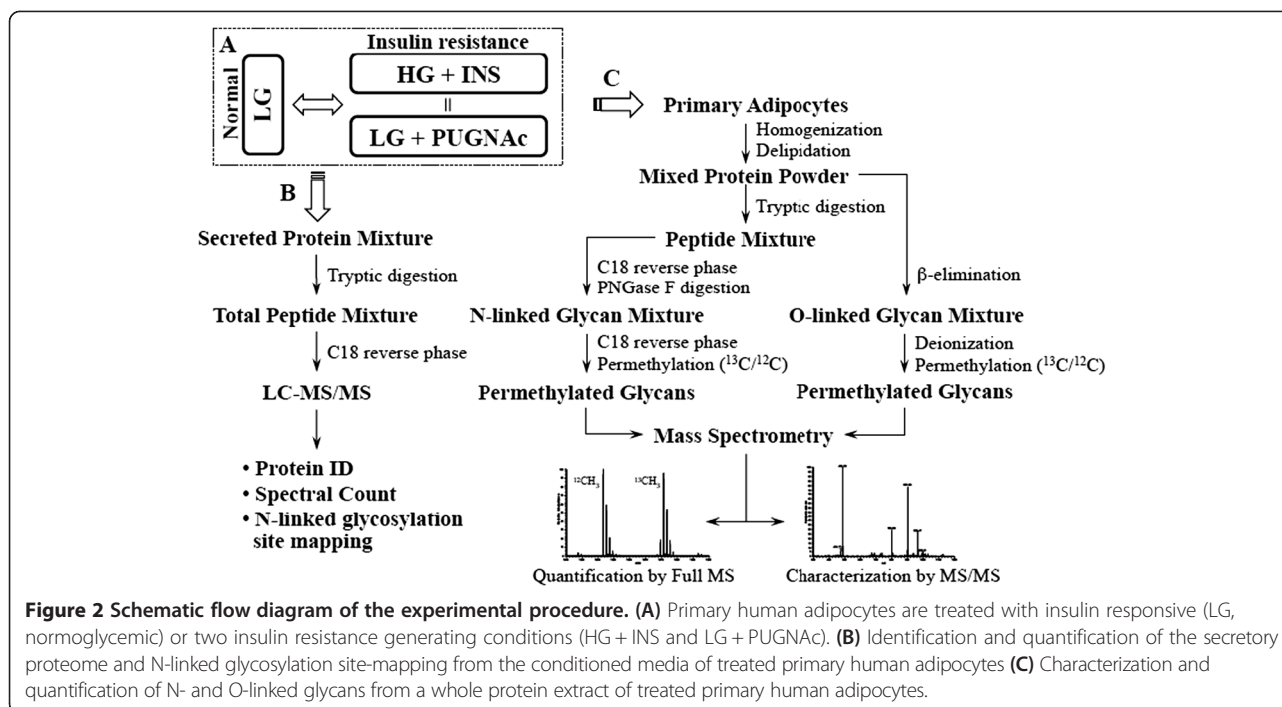 A
Insulin resistance
Normal
LG
HG + INS
=
LG + PUGNAc
B
Secreted Protein Mixture
Tryptic digestion
Total Peptide Mixture
C18 reverse phase
LC-MS/MS
• Protein ID
• Spectral Count
• N-linked glycosylation
site mapping
C
Primary Adipocytes
Homogenization
Delipidation
Mixed Protein Powder
Tryptic digestion
Peptide Mixture
C18 reverse phase
PNGase F digestion
β-elimination
N-linked Glycan Mixture
O-linked Glycan Mixture
C18 reverse phase
Permethylation (¹³C/¹²C)
Deionization
Permethylation (¹³C/¹²C)
Permethylated Glycans
Permethylated Glycans
Mass Spectrometry
¹²CH₃
¹³CH₃
Quantification by Full MS
Characterization by MS/MS
Figure 2 Schematic flow diagram of the experimental procedure. (A) Primary human adipocytes are treated with insulin responsive (LG,
normoglycemic) or two insulin resistance generating conditions (HG + INS and LG + PUGNAc). (B) Identification and quantification of the secretory
proteome and N-linked glycosylation site-mapping from the conditioned media of treated primary human adipocytes (C) Characterization and
quantification of N- and O-linked glycans from a whole protein extract of treated primary human adipocytes.